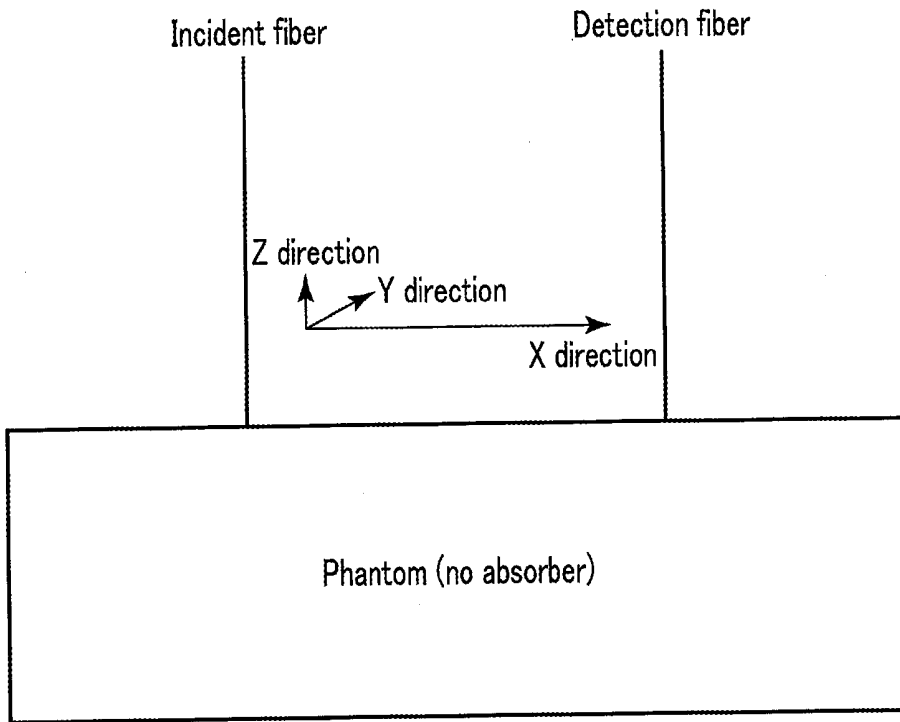 Incident fiber
Detection fiber
Z direction
Y direction
X direction
Phantom (no absorber)